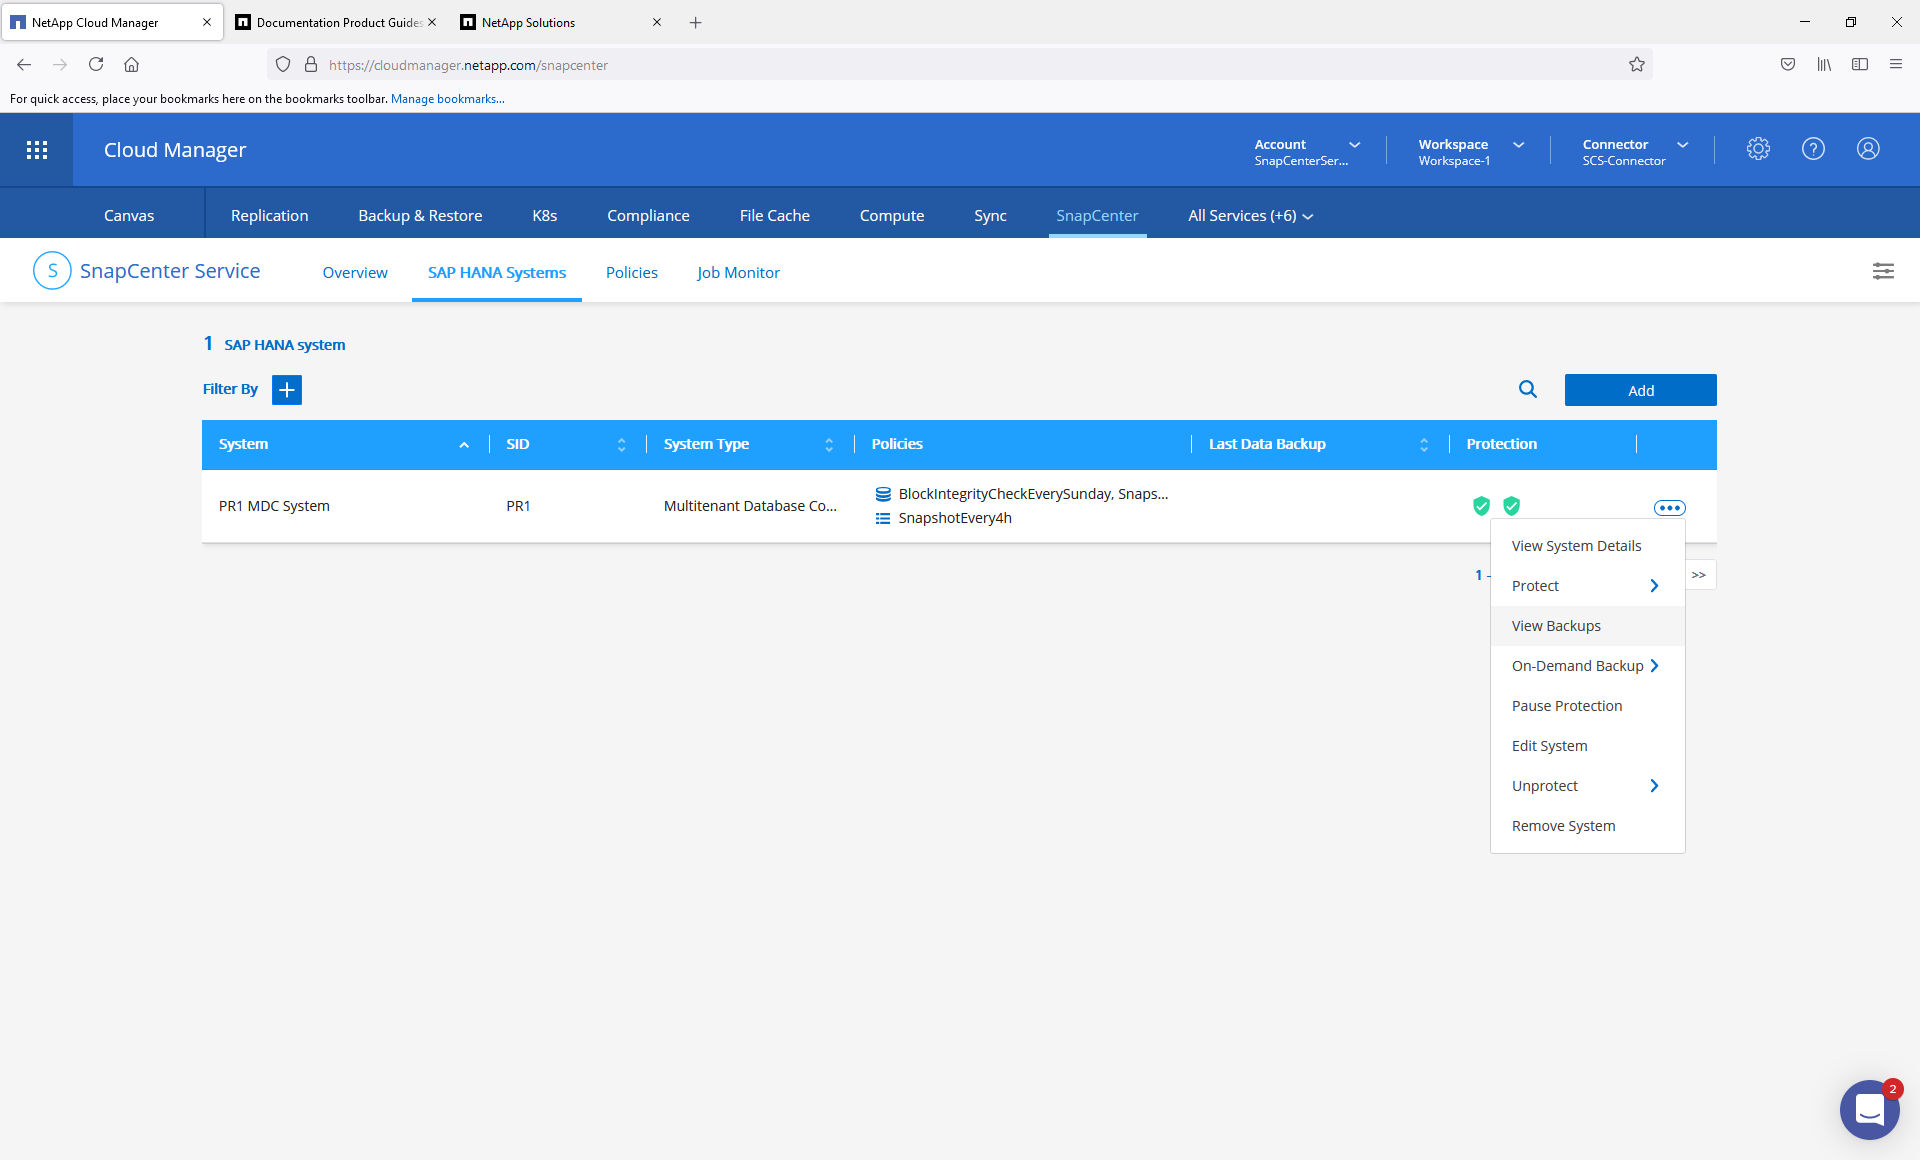 NetApp Cloud Manager
Documentation Product Guides
NetApp Solutions
https://cloudmanager.netapp.com/snapcenter
For quick access, place your bookmarks here on the bookmarks toolbar. Manage bookmarks...
Cloud Manager
Account
SnapCenterSer...
Workspace
Workspace-1
Connector
SCS-Connector
Canvas
Replication
Backup & Restore
K8s
Compliance
File Cache
Compute
Sync
SnapCenter
All Services (+6)
S
SnapCenter Service
Overview
SAP HANA Systems
Policies
Job Monitor
1 SAP HANA system
Filter By
Add
System
SID
System Type
Policies
Last Data Backup
Protection
PR1 MDC System
PR1
Multitenant Database Co...
BlockIntegrityCheckEverySunday, Snaps...
SnapshotEvery4h
1 -
>>
View System Details
Protect
View Backups
On-Demand Backup
Pause Protection
Edit System
Unprotect
Remove System
2